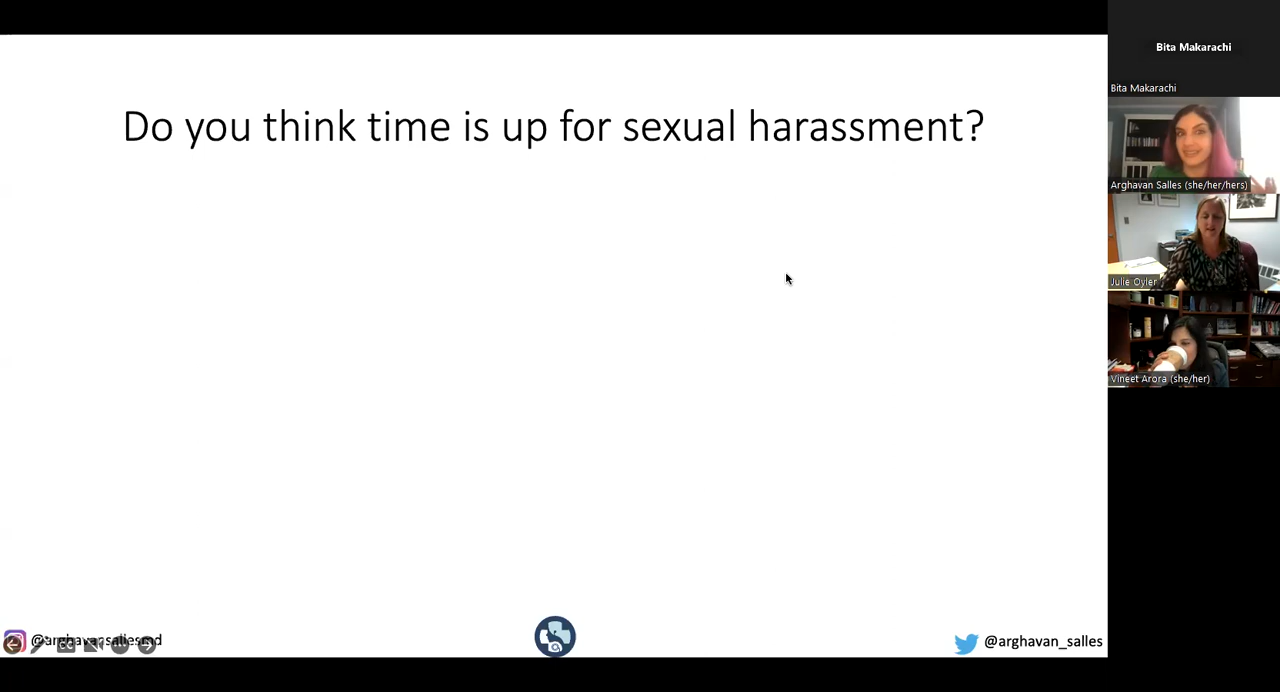 Do you think time is up for sexual harassment?
Bita Makarachi
Bita Makarachi
Arghavan Salles (she/her/hers)
Julie Oyler
Vineet Arora (she/her)
@arghavansallesmd
@arghavan_salles